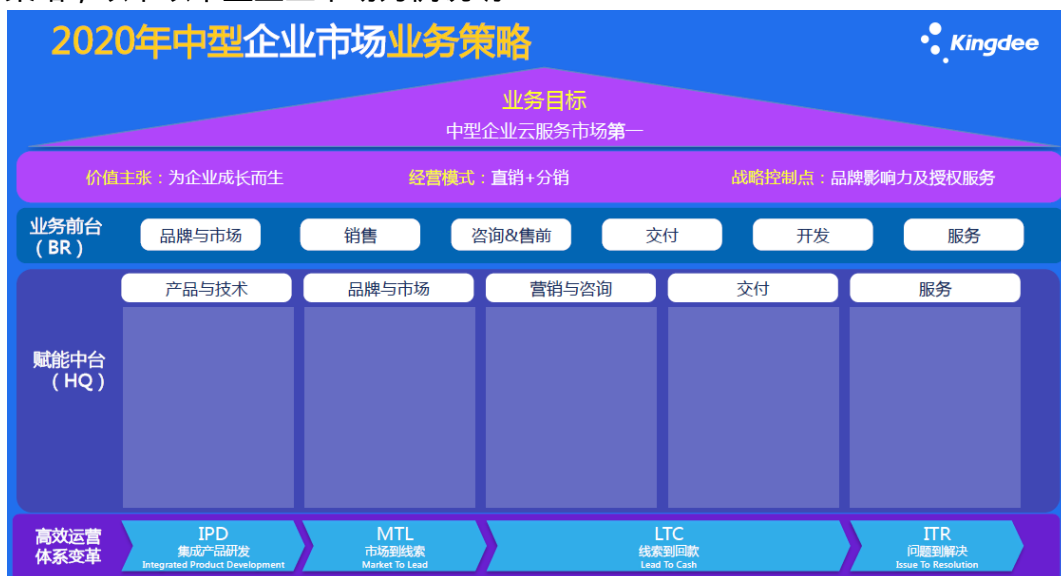 2020年中型企业市场业务策略
Kingdee
业务目标
中型企业云服务市场第一
价值主张：为企业成长而生 经营模式：直销+分销 战略控制点：品牌影响力及授权服务
业务前台
（BR）
品牌与市场 销售 咨询&售前 交付 开发 服务
产品与技术 品牌与市场 营销与咨询 交付 服务
赋能中台
（HQ）
高效运营
体系变革
IPD
集成产品研发
Integrated Product Development
MTL
市场到线索
Market To Lead
LTC
线索到回款
Lead To Cash
ITR
问题到解决
Issue To Resolution